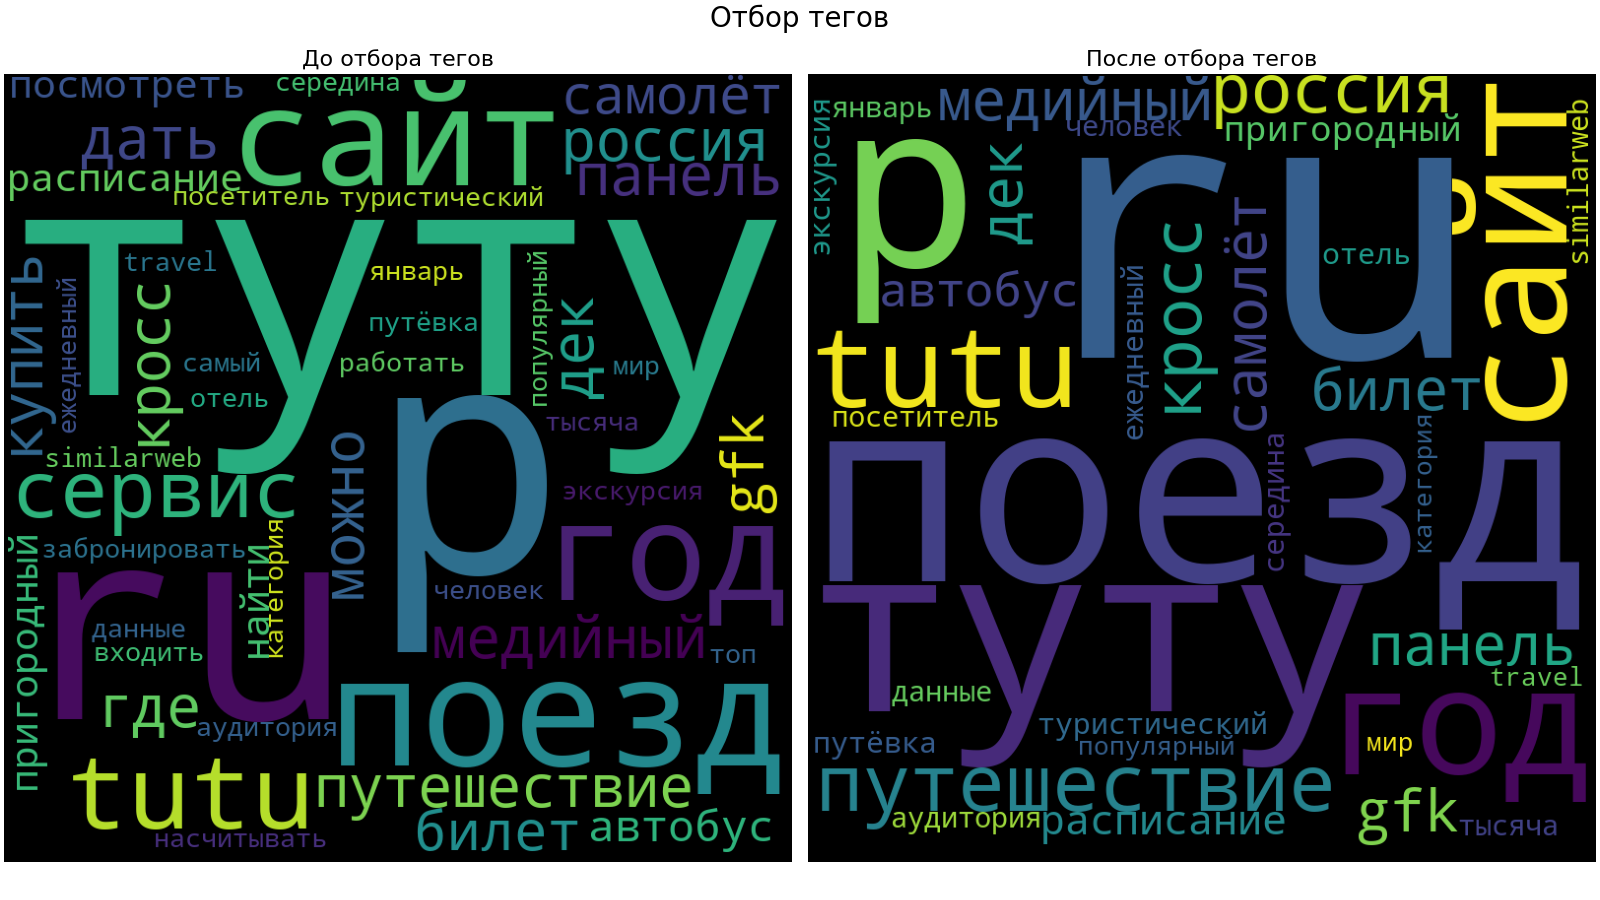 Отбор тегов
До отбора тегов
посмотреть
середина
сайт
самолёт
дать
россия
расписание
панель
посетитель
туристический
туту
travel
январь
популярный
купить
ежедневный
кросс
путёвка
дек
самый
работать
мир
отель
р
тысяча
можно
gfk
similarweb
сервис
экскурсия
год
пригородный
забронировать
найти
категория
ru
человек
данные
входить
медийный
топ
где
аудитория
поезд
tutu
путешествие
билет
автобус
насчитывать
После отбора тегов
экскурсия
январь
медийный
россия
человек
пригородный
сайт
similarweb
р
дек
ru
самолёт
кросс
отель
автобус
ежедневный
tutu
билет
посетитель
поезд
середина
категория
туту
панель
travel
данные
год
туристический
путёвка
популярный
мир
путешествие
gfk
аудитория
расписание
тысяча